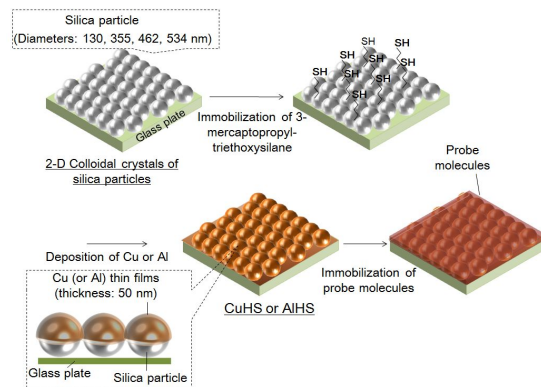 Silica particle
(Diameters: 130, 355, 462, 534 nm)
Glass plate
2-D Colloidal crystals of
silica particles
Immobilization of 3-
mercaptopropyl-
triethoxysilane
SH
SH
SH
SH
SH
SH
SH
SH
SH
Probe
molecules
Deposition of Cu or Al
Cu (or Al) thin films
(thickness: 50 nm)
CuHS or AlHS
Immobilization of
probe molecules
Glass plate
Silica particle